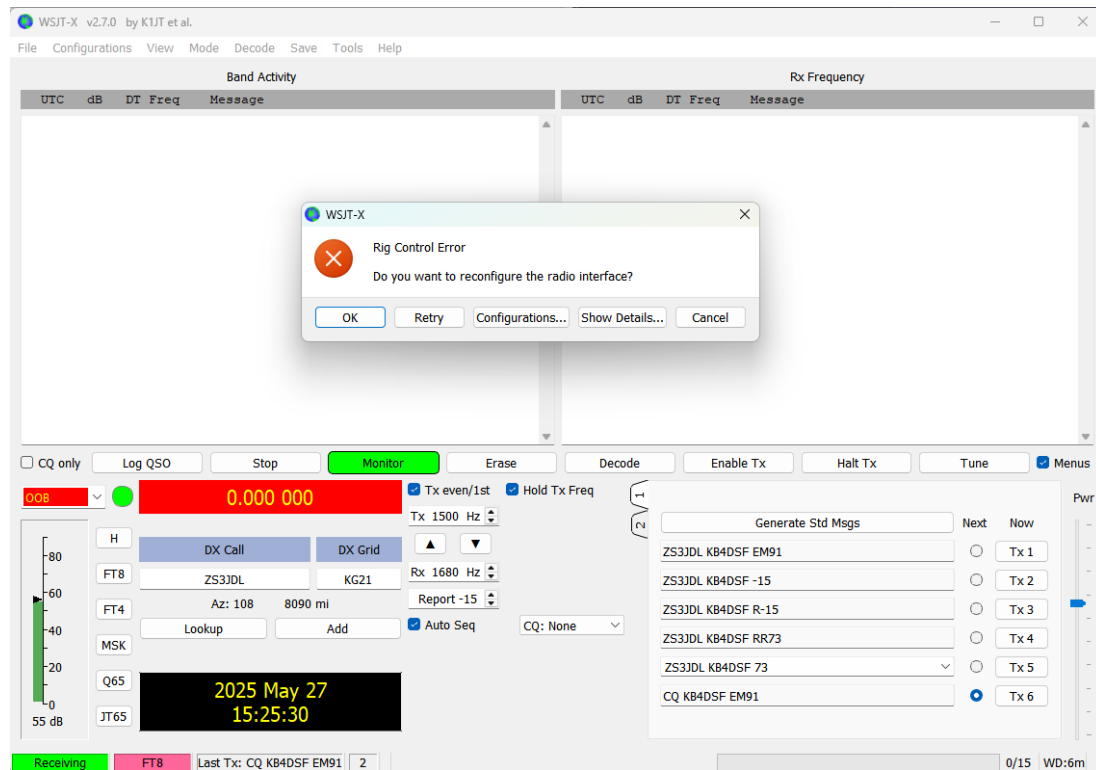 WSJT-X v2.7.0 by K1JT et al.
File Configurations View Mode Decode Save Tools Help
Band Activity
Rx Frequency
UTC dB DT Freq Message
UTC dB DT Freq Message
WSJT-X
Rig Control Error
Do you want to reconfigure the radio interface?
OK Retry Configurations... Show Details... Cancel
CQ only Log QSO Stop Monitor Erase Decode Enable Tx Halt Tx Tune Menus
OOB
0.000 000
Tx even/1st Hold Tx Freq
Tx 1500 Hz
Rx 1680 Hz
Report -15
Auto Seq CQ: None
H
FT8
FT4
MSK
Q65
JT65
DX Call DX Grid
ZS3JDL KG21
Az: 108 8090 mi
Lookup Add
2025 May 27
15:25:30
80
60
40
20
0
55 dB
1
2
Generate Std Msgs Next Now
ZS3JDL KB4DSF EM91 Tx 1
ZS3JDL KB4DSF -15 Tx 2
ZS3JDL KB4DSF R-15 Tx 3
ZS3JDL KB4DSF RR73 Tx 4
ZS3JDL KB4DSF 73 Tx 5
CQ KB4DSF EM91 Tx 6
Pwr
Receiving FT8 Last Tx: CQ KB4DSF EM91 2 0/15 WD:6m